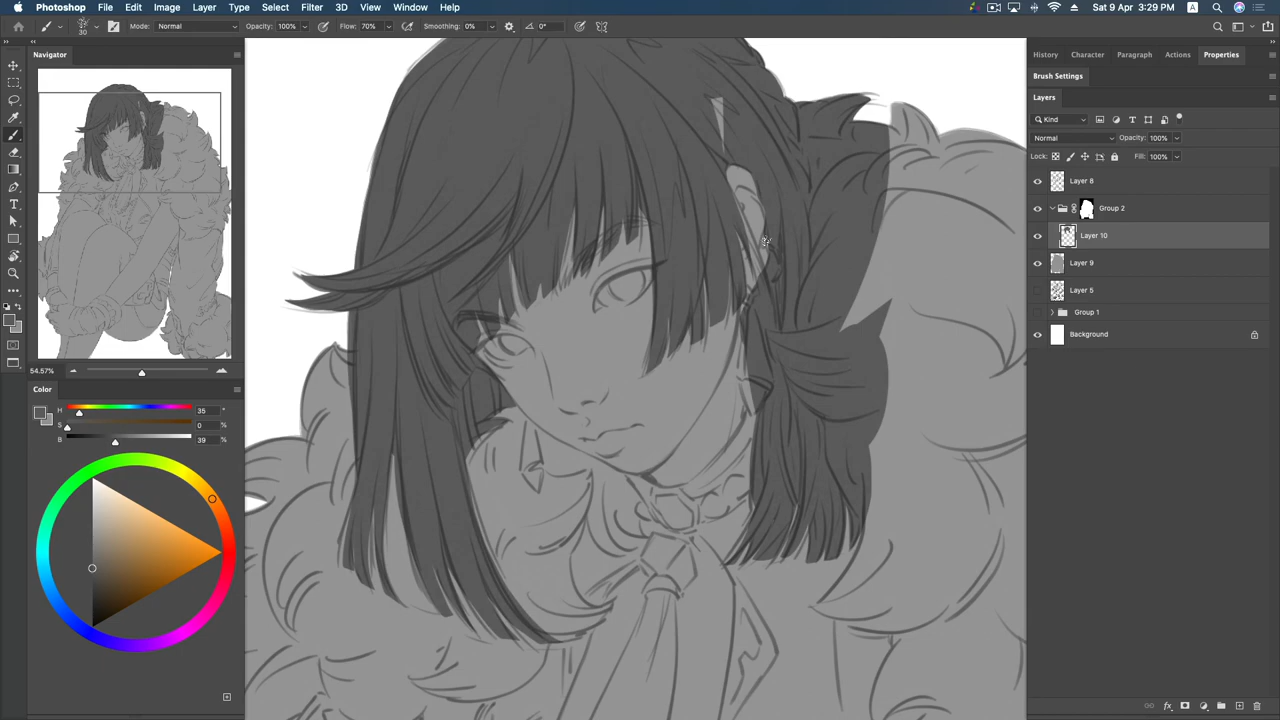 Photoshop File Edit Image Layer Type Select Filter 3D View Window Help
A Sat 9 Apr 3:29 PM
30 Mode: Normal Opacity: 100% Flow: 70% Smoothing: 0% 0°
Navigator
54.57%
Color
H 35 °
S 0 %
B 39 %
History Character Paragraph Actions Properties
Brush Settings
Layers
Kind
Normal Opacity: 100%
Lock: Fill: 100%
Layer 8
Group 2
Layer 10
Layer 9
Layer 5
Group 1
Background